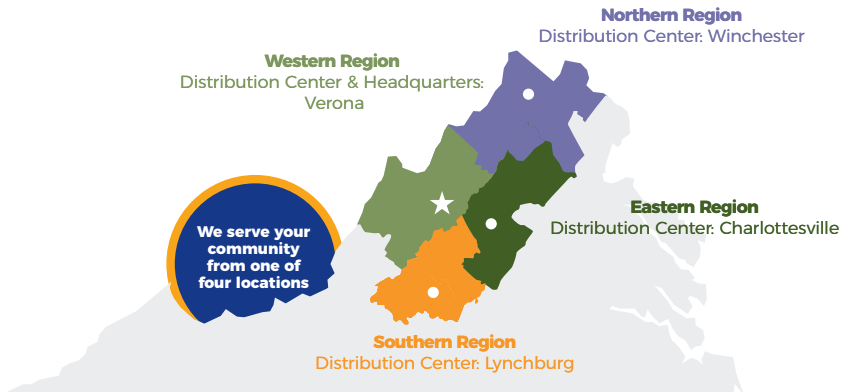 Northern Region
Distribution Center: Winchester
Western Region
Distribution Center & Headquarters:
Verona
We serve your
community
from one of
four locations
Eastern Region
Distribution Center: Charlottesville
Southern Region
Distribution Center: Lynchburg